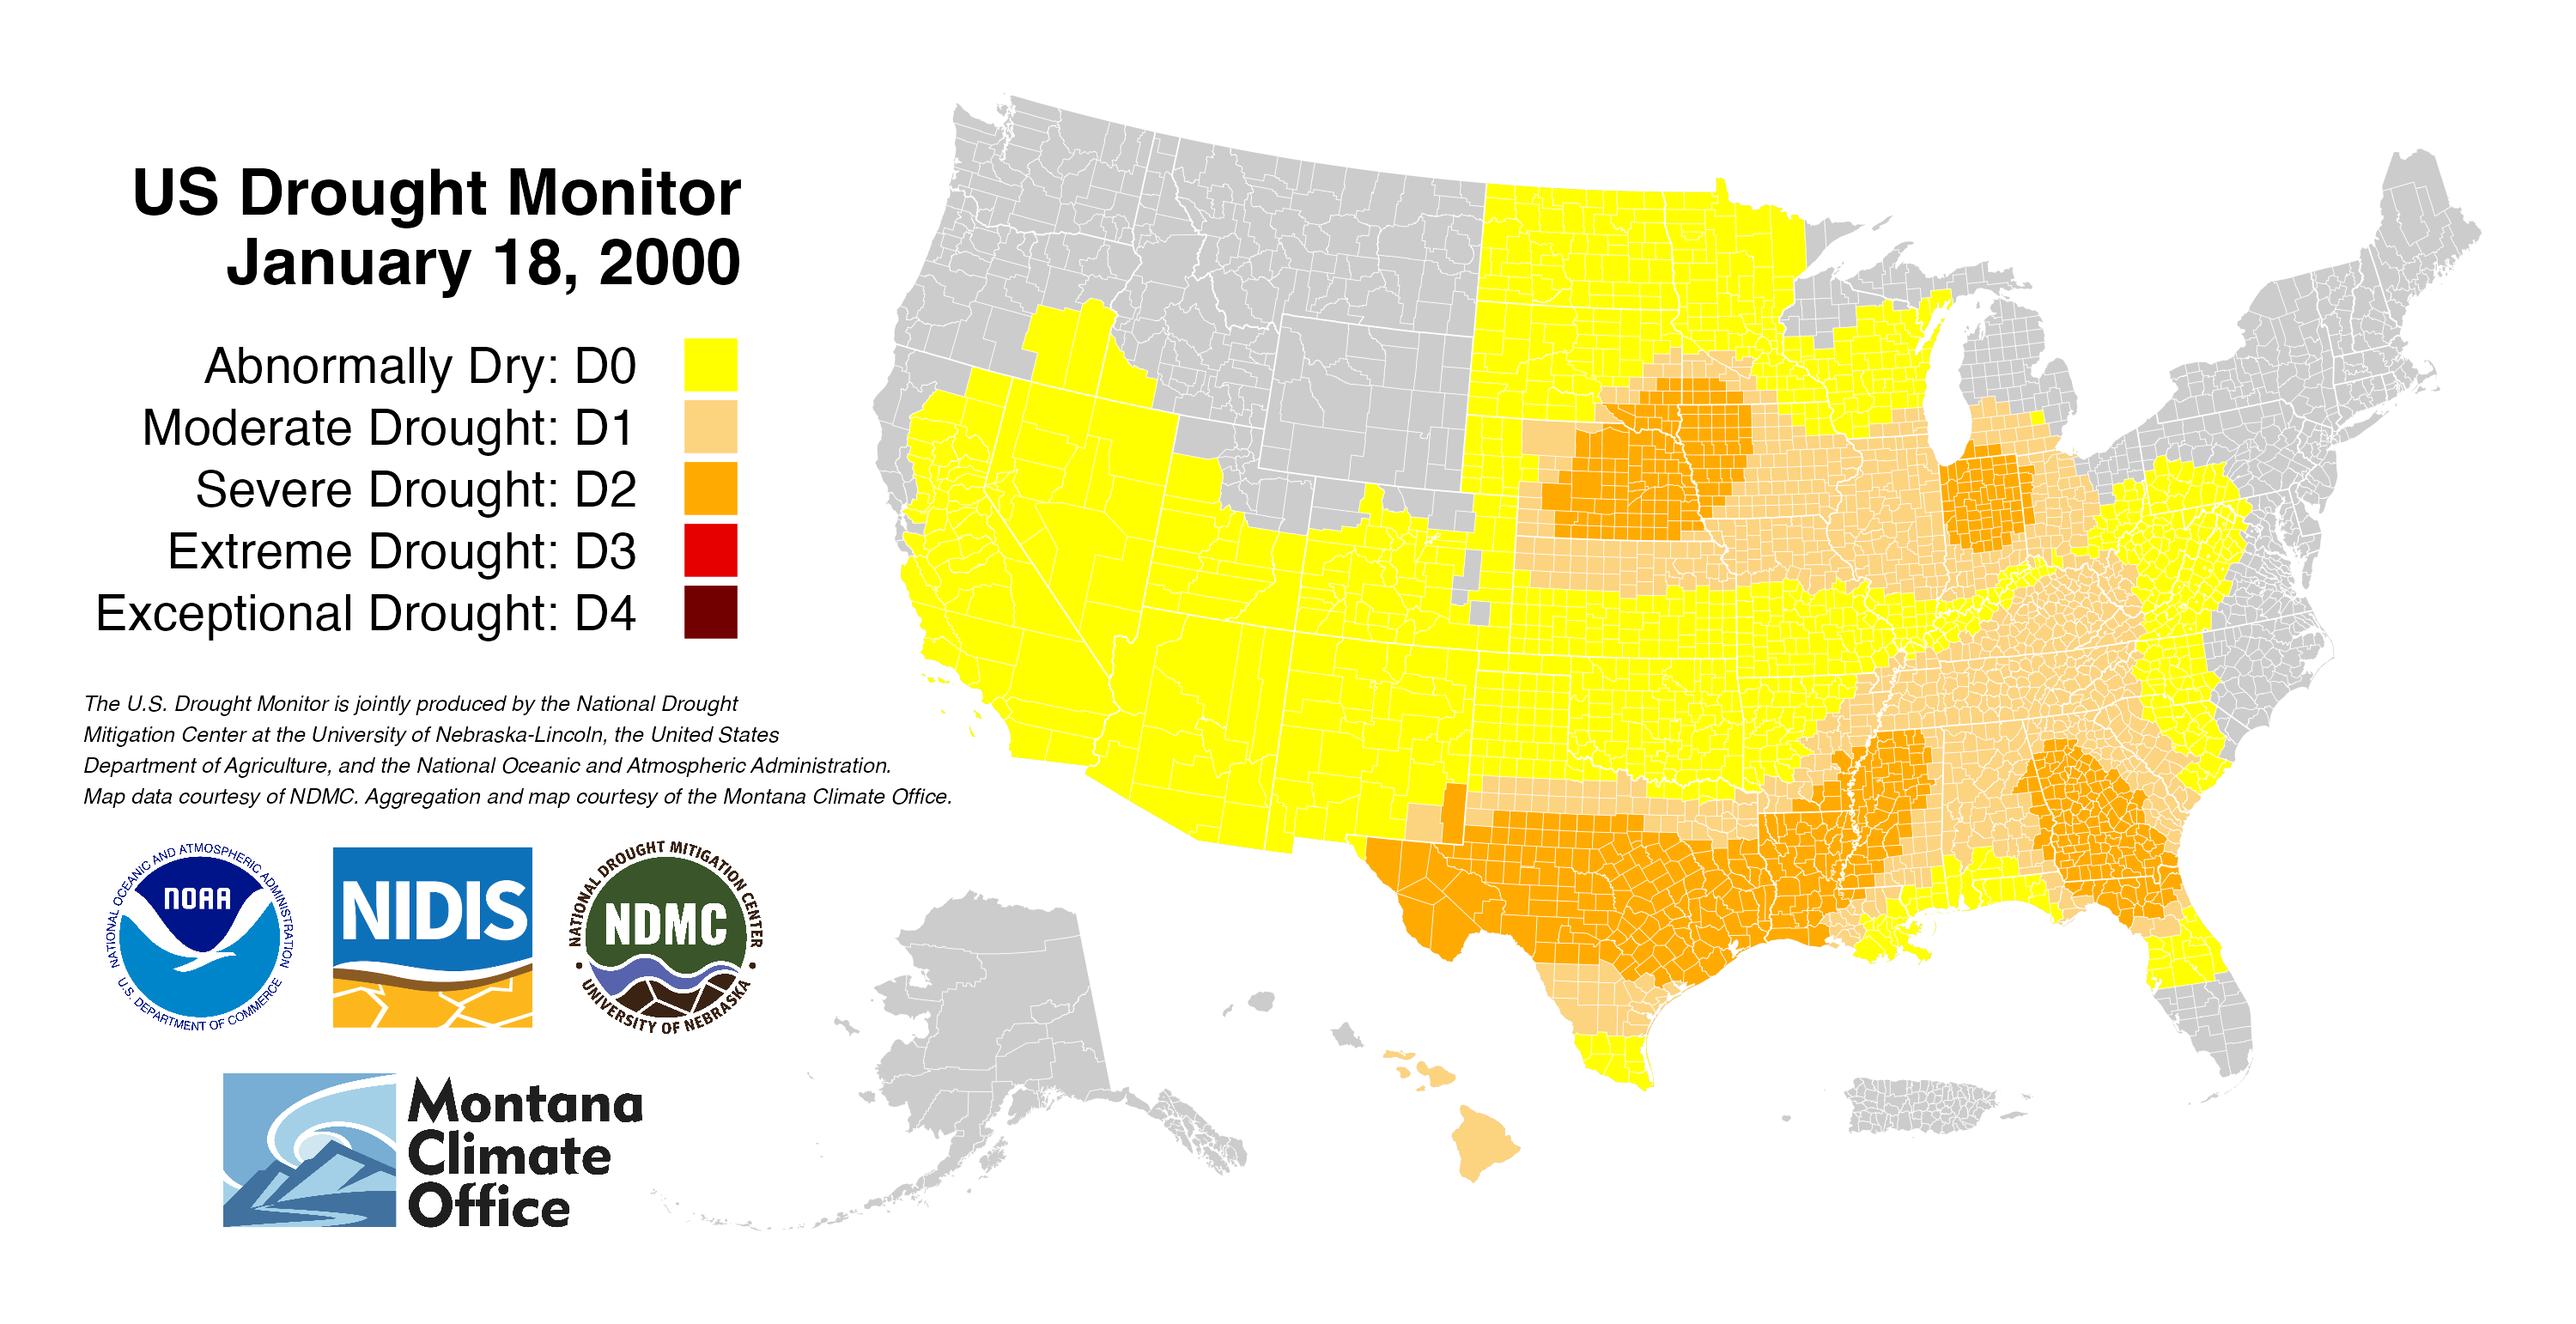 US Drought Monitor
January 18, 2000
Abnormally Dry: D0
Moderate Drought: D1
Severe Drought: D2
Extreme Drought: D3
Exceptional Drought: D4
The U.S. Drought Monitor is jointly produced by the National Drought
Mitigation Center at the University of Nebraska-Lincoln, the United States
Department of Agriculture, and the National Oceanic and Atmospheric Administration.
Map data courtesy of NDMC. Aggregation and map courtesy of the Montana Climate Office.
NATIONAL OCEANIC AND ATMOSPHERIC ADMINISTRATION
NOAA
U.S. DEPARTMENT OF COMMERCE
NIDIS
NATIONAL DROUGHT MITIGATION CENTER
NDMC
UNIVERSITY OF NEBRASKA
Montana
Climate
Office